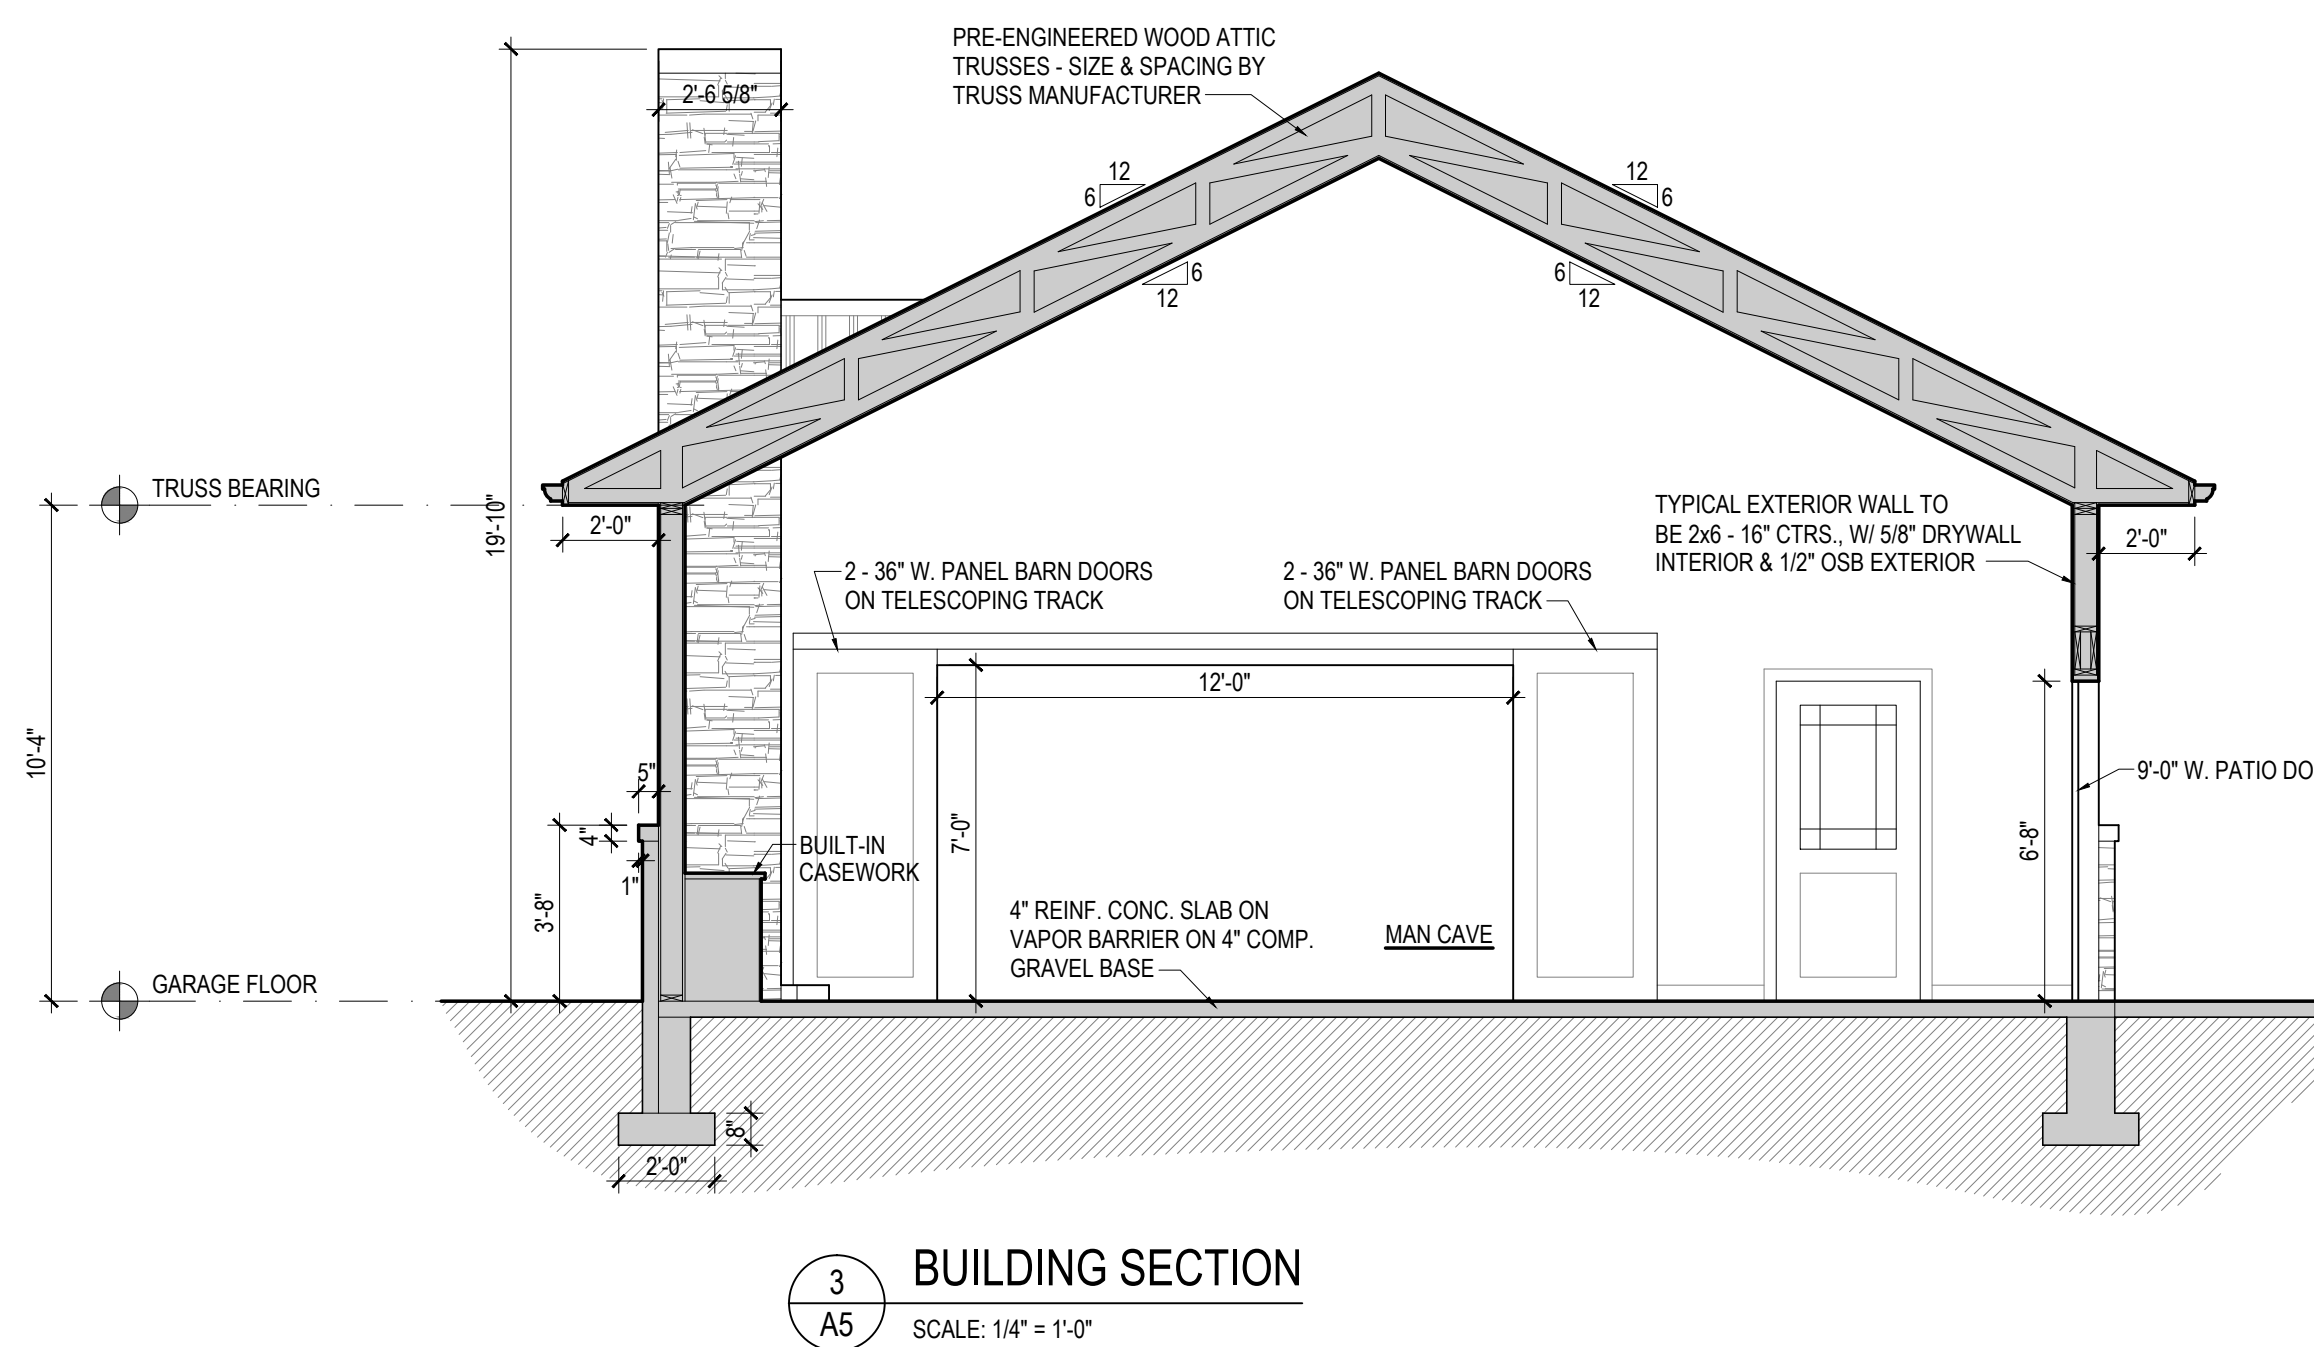 PRE-ENGINEERED WOOD ATTIC
TRUSSES - SIZE & SPACING BY
TRUSS MANUFACTURER
2'-6 5/8"
12
6
12
6
6
12
6
12
TRUSS BEARING
2'-0"
19'-10"
10'-4"
TYPICAL EXTERIOR WALL TO
BE 2x6 - 16" CTRS., W/ 5/8" DRYWALL
INTERIOR & 1/2" OSB EXTERIOR
2'-0"
2 - 36" W. PANEL BARN DOORS
ON TELESCOPING TRACK
2 - 36" W. PANEL BARN DOORS
ON TELESCOPING TRACK
12'-0"
5"
4"
1"
3'-8"
BUILT-IN
CASEWORK
7'-0"
6'-8"
9'-0" W. PATIO DO
4" REINF. CONC. SLAB ON
VAPOR BARRIER ON 4" COMP.
GRAVEL BASE
MAN CAVE
GARAGE FLOOR
8"
2'-0"
3
A5
BUILDING SECTION
SCALE: 1/4" = 1'-0"